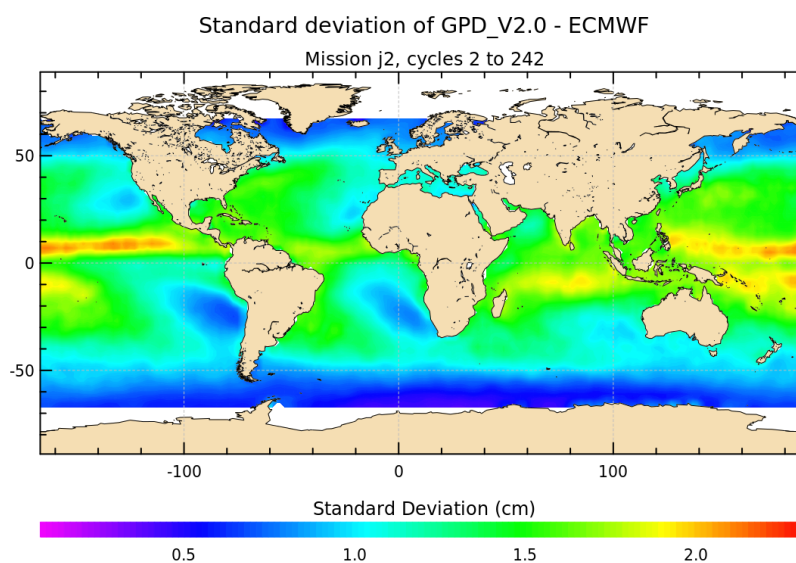 Standard deviation of GPD_V2.0 - ECMWF
Mission j2, cycles 2 to 242
50
0
-50
-100 0 100
Standard Deviation (cm)
0.5 1.0 1.5 2.0